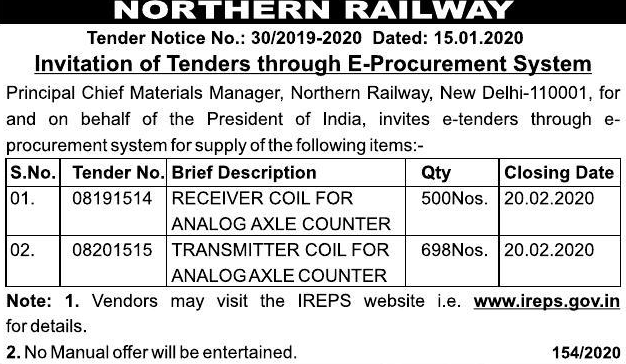 NORTHERN RAILWAY
Tender Notice No.: 30/2019-2020 Dated: 15.01.2020
Invitation of Tenders through E-Procurement System
Principal Chief Materials Manager, Northern Railway, New Delhi-110001, for
and on behalf of the President of India, invites e-tenders through e-
procurement system for supply of the following items:-
S.No. Tender No. Brief Description Qty Closing Date
01. 08191514 RECEIVER COIL FOR 500Nos. 20.02.2020
ANALOG AXLE COUNTER
02. 08201515 TRANSMITTER COIL FOR 698Nos. 20.02.2020
ANALOG AXLE COUNTER
Note: 1. Vendors may visit the IREPS website i.e. www.ireps.gov.in
for details.
2. No Manual offer will be entertained. 154/2020